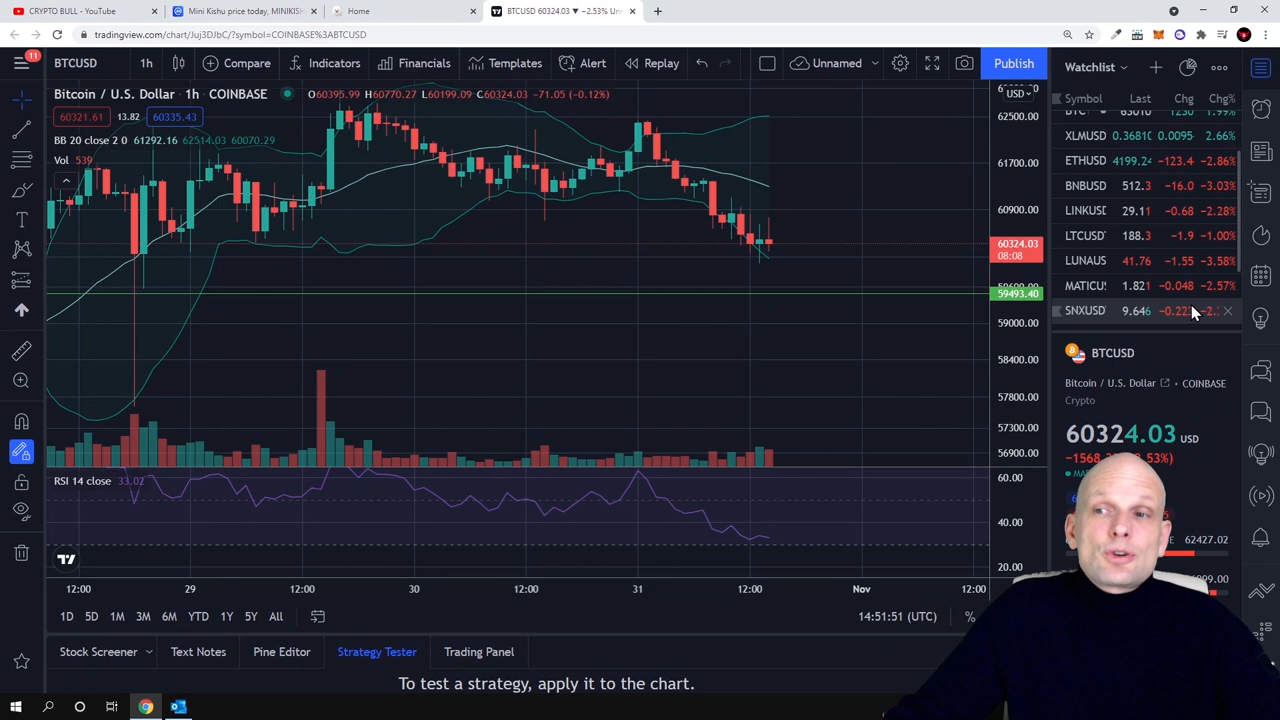 CRYPTO BULL - YouTube
Mini Kishu price today, MINIKISH
Home
BTCUSD 60324.03 ▼ −2.53% Un
tradingview.com/chart/Juj3DJbC/?symbol=COINBASE%3ABTCUSD
11
BTCUSD 1h Compare Indicators Financials Templates Alert Replay Unnamed Publish
Watchlist
Bitcoin / U.S. Dollar · 1h · COINBASE O60395.99 H60770.27 L60199.09 C60324.03 −71.05 (−0.12%)
USD
60321.61 13.82 60335.43
BB 20 close 2 0 61292.16 62514.03 60070.29
Vol 539
62500.00
61700.00
60900.00
60324.03
08:08
59493.40
59000.00
58400.00
57800.00
57300.00
56900.00
RSI 14 close 33.02
60.00
40.00
20.00
12:00 29 12:00 30 12:00 31 12:00 Nov 12:00
1D 5D 1M 3M 6M YTD 1Y 5Y All
14:51:51 (UTC) %
Stock Screener Text Notes Pine Editor Strategy Tester Trading Panel
To test a strategy, apply it to the chart.
Symbol Last Chg Chg%
XLMUSD 0.36810 0.0095 2.66%
ETHUSD 4199.24 −123.4 −2.86%
BNBUSD 512.3 −16.0 −3.03%
LINKUSD 29.11 −0.68 −2.28%
LTCUSD 188.3 −1.9 −1.00%
LUNAUS 41.76 −1.55 −3.58%
MATICU 1.821 −0.048 −2.57%
SNXUSD 9.646 −0.223 −2.
BTCUSD
Bitcoin / U.S. Dollar · COINBASE
Crypto
60324.03 USD
62427.02